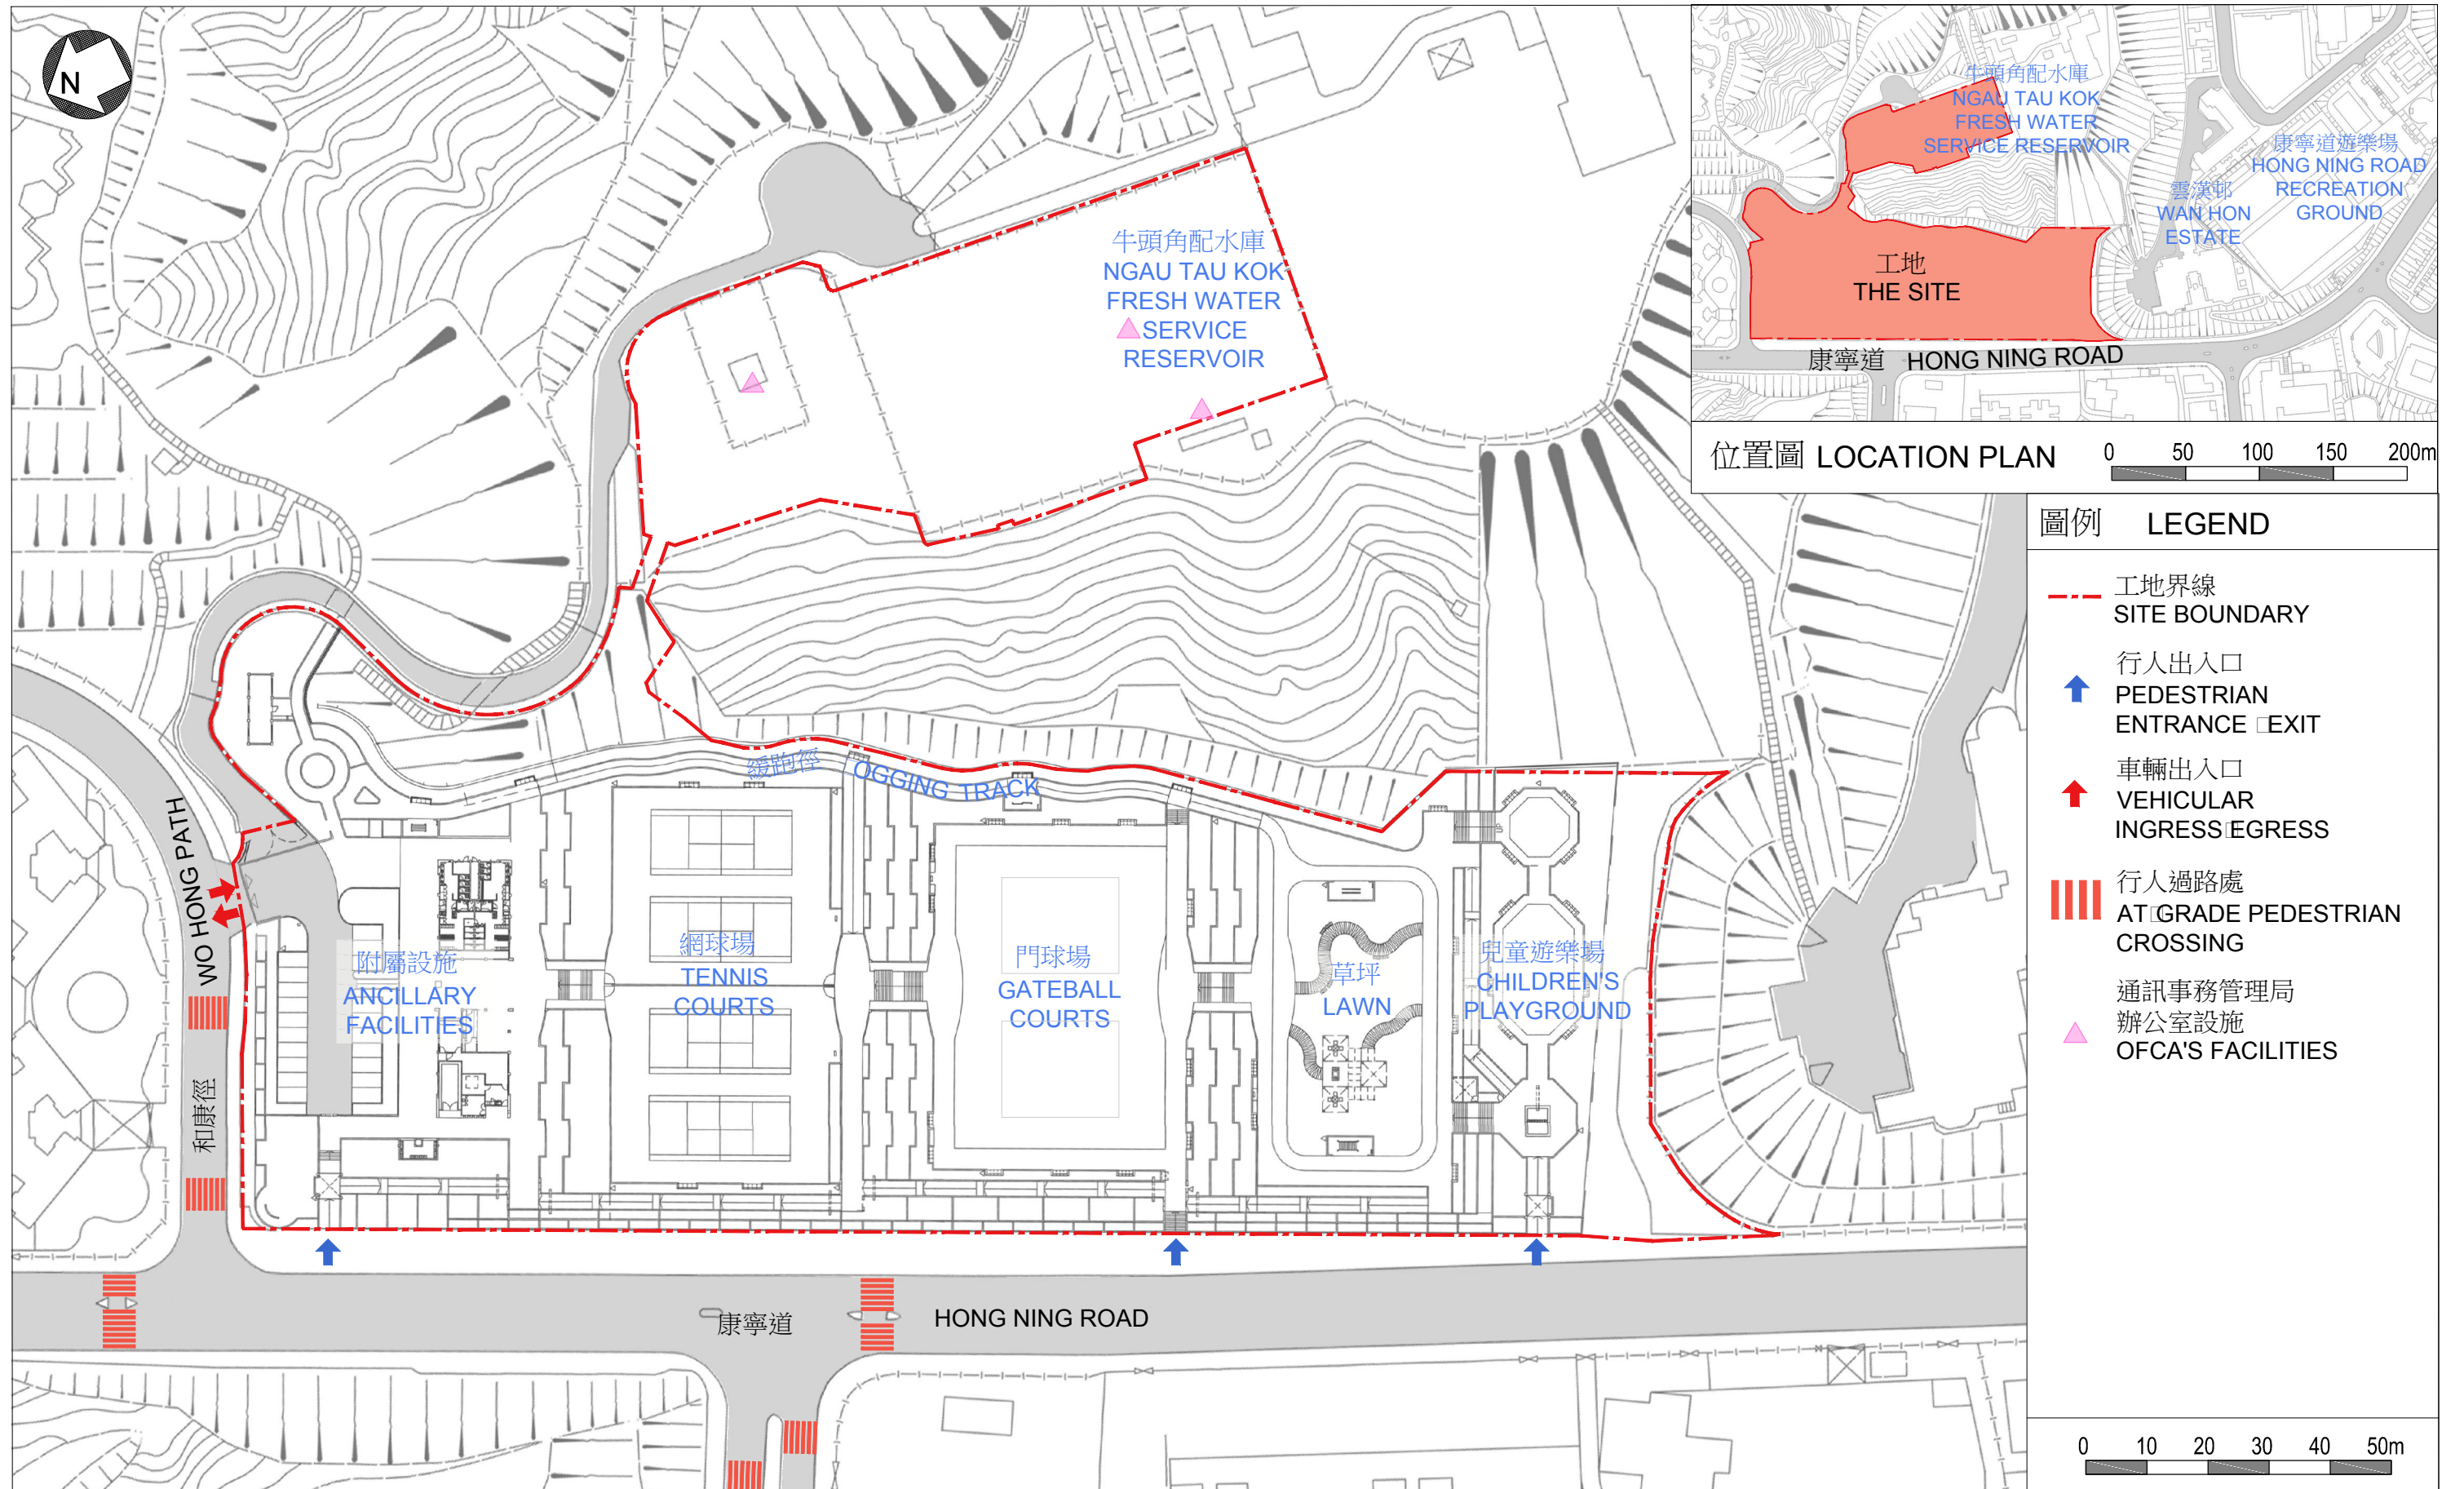 N
牛頭角配水庫
NGAU TAU KOK
FRESH WATER
SERVICE
RESERVOIR
緩跑徑
OGGING TRACK
WO HONG PATH
和康徑
附屬設施
ANCILLARY
FACILITIES
網球場
TENNIS
COURTS
門球場
GATEBALL
COURTS
草坪
LAWN
兒童遊樂場
CHILDREN'S
PLAYGROUND
康寧道
HONG NING ROAD
牛頭角配水庫
NGAU TAU KOK
FRESH WATER
SERVICE RESERVOIR
康寧道遊樂場
HONG NING ROAD
RECREATION
GROUND
雲漢邨
WAN HON
ESTATE
工地
THE SITE
康寧道 HONG NING ROAD
位置圖 LOCATION PLAN
0 50 100 150 200m
圖例 LEGEND
工地界線
SITE BOUNDARY
行人出入口
PEDESTRIAN
ENTRANCE EXIT
車輛出入口
VEHICULAR
INGRESS EGRESS
行人過路處
AT GRADE PEDESTRIAN
CROSSING
通訊事務管理局
辦公室設施
OFCA'S FACILITIES
0 10 20 30 40 50m